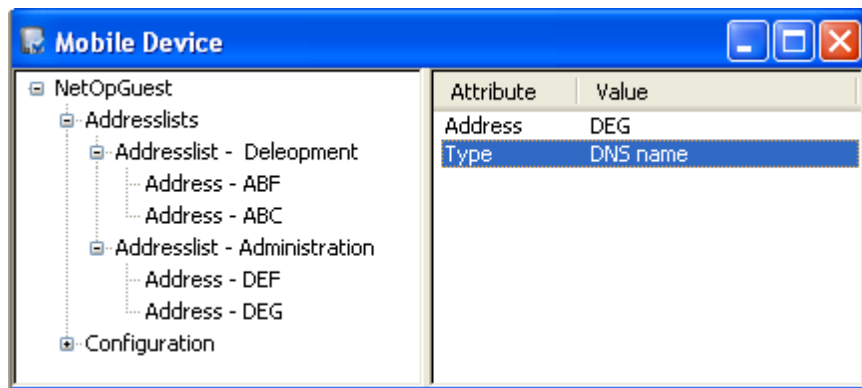 Mobile Device
NetOpGuest
Addresslists
Addresslist - Deleopment
Address - ABF
Address - ABC
Addresslist - Administration
Address - DEF
Address - DEG
Configuration
Attribute Value
Address DEG
Type DNS name